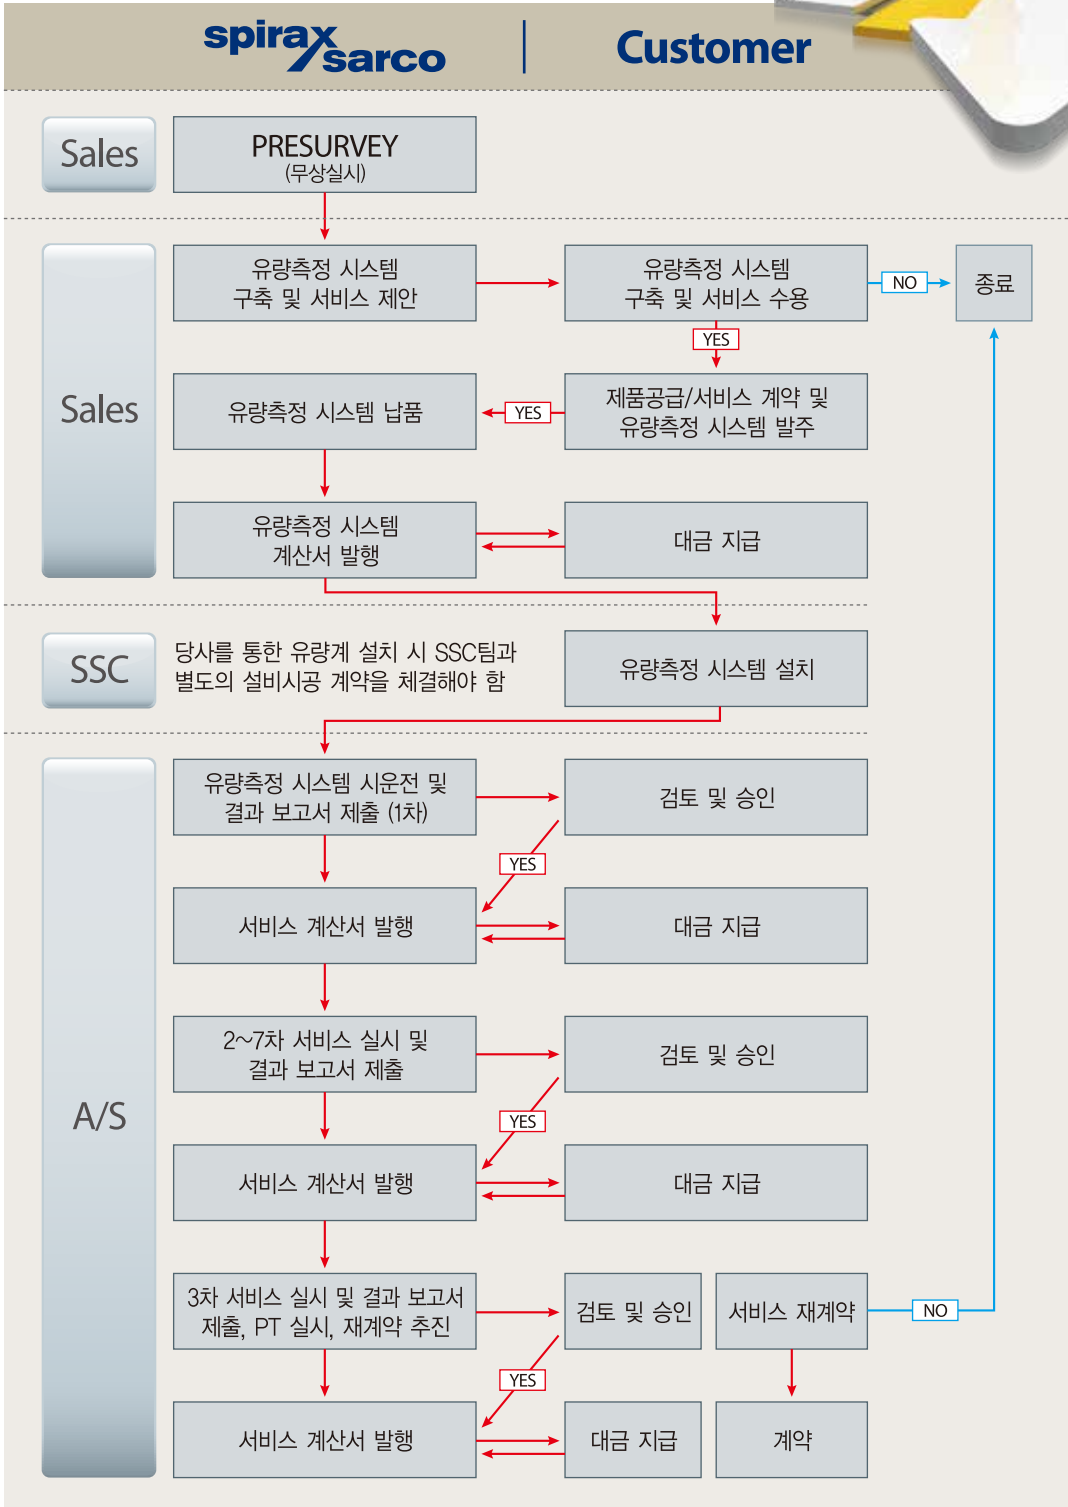 spirax
sarco
Customer
Sales
PRESURVEY
(무상실시)
Sales
유량측정 시스템
구축 및 서비스 제안
유량측정 시스템
구축 및 서비스 수용
NO
종료
YES
유량측정 시스템 납품
YES
제품공급/서비스 계약 및
유량측정 시스템 발주
유량측정 시스템
계산서 발행
대금 지급
SSC
당사를 통한 유량계 설치 시 SSC팀과
별도의 설비시공 계약을 체결해야 함
유량측정 시스템 설치
A/S
유량측정 시스템 시운전 및
결과 보고서 제출 (1차)
검토 및 승인
YES
서비스 계산서 발행
대금 지급
2~7차 서비스 실시 및
결과 보고서 제출
검토 및 승인
YES
서비스 계산서 발행
대금 지급
3차 서비스 실시 및 결과 보고서
제출, PT 실시, 재계약 추진
검토 및 승인
서비스 재계약
NO
YES
서비스 계산서 발행
대금 지급
계약